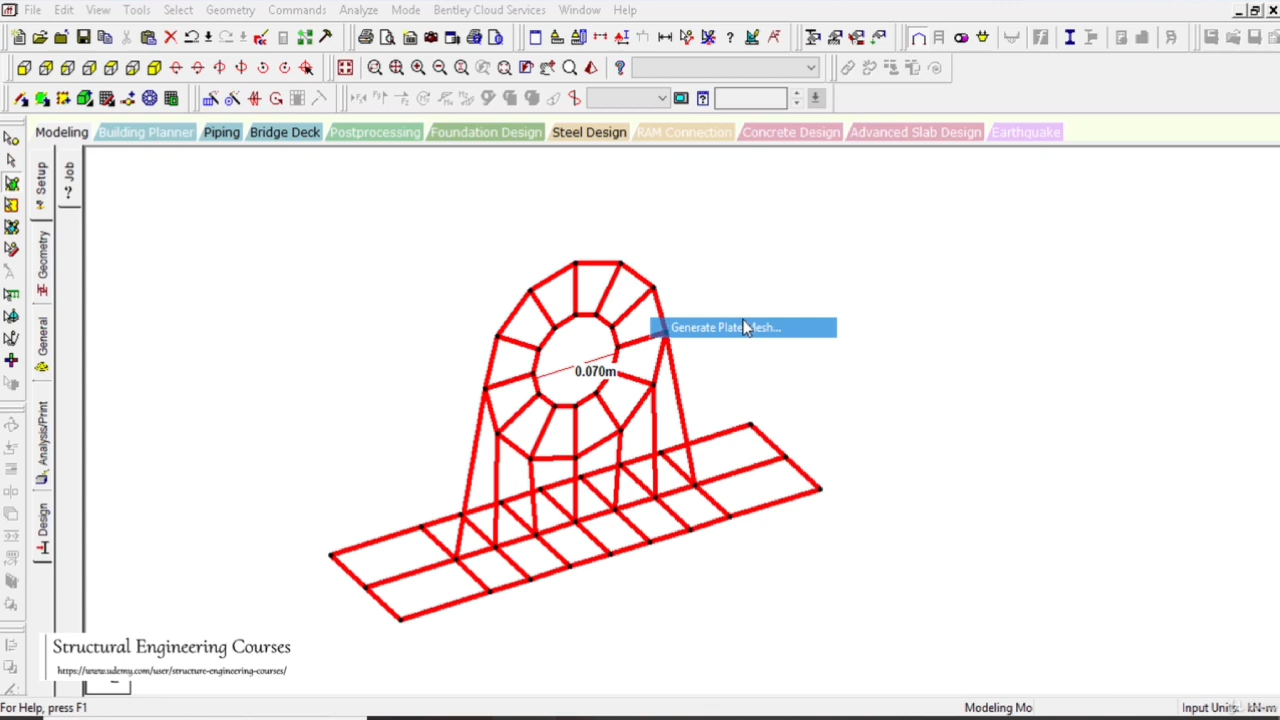 File Edit View Tools Select Geometry Commands Analyze Mode Bentley Cloud Services Window Help
Modeling Building Planner Piping Bridge Deck Postprocessing Foundation Design Steel Design RAM Connection Concrete Design Advanced Slab Design Earthquake
Setup
Job
Geometry
General
Analysis/Print
Design
Generate Plate Mesh...
0.070m
Structural Engineering Courses
https://www.udemy.com/user/structure-engineering-courses/
For Help, press F1
Modeling Mo
Input Units: kN-m